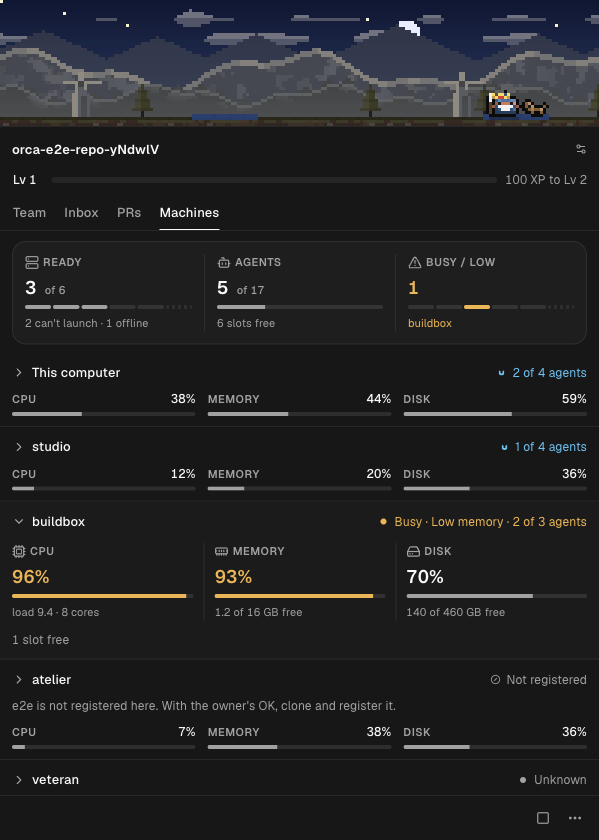 orca-e2e-repo-yNdwlV
Lv 1
100 XP to Lv 2
Team Inbox PRs Machines
READY AGENTS BUSY / LOW
3 of 6 5 of 17 1
2 can't launch · 1 offline 6 slots free buildbox
This computer 2 of 4 agents
CPU 38% MEMORY 44% DISK 59%
studio 1 of 4 agents
CPU 12% MEMORY 20% DISK 36%
buildbox Busy · Low memory · 2 of 3 agents
CPU MEMORY DISK
96% 93% 70%
load 9.4 · 8 cores 1.2 of 16 GB free 140 of 460 GB free
1 slot free
atelier Not registered
e2e is not registered here. With the owner's OK, clone and register it.
CPU 7% MEMORY 38% DISK 36%
veteran Unknown